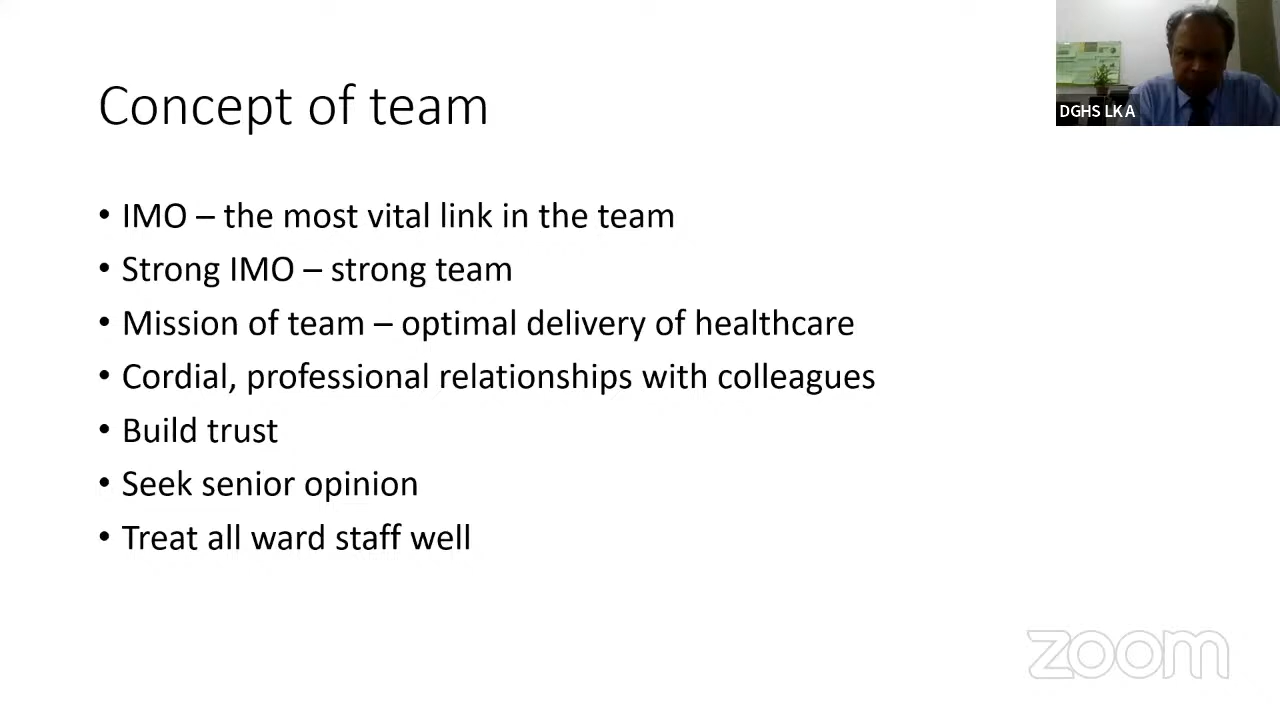 DGHS LKA
Concept of team
• IMO – the most vital link in the team
• Strong IMO – strong team
• Mission of team – optimal delivery of healthcare
• Cordial, professional relationships with colleagues
• Build trust
• Seek senior opinion
• Treat all ward staff well
zoom